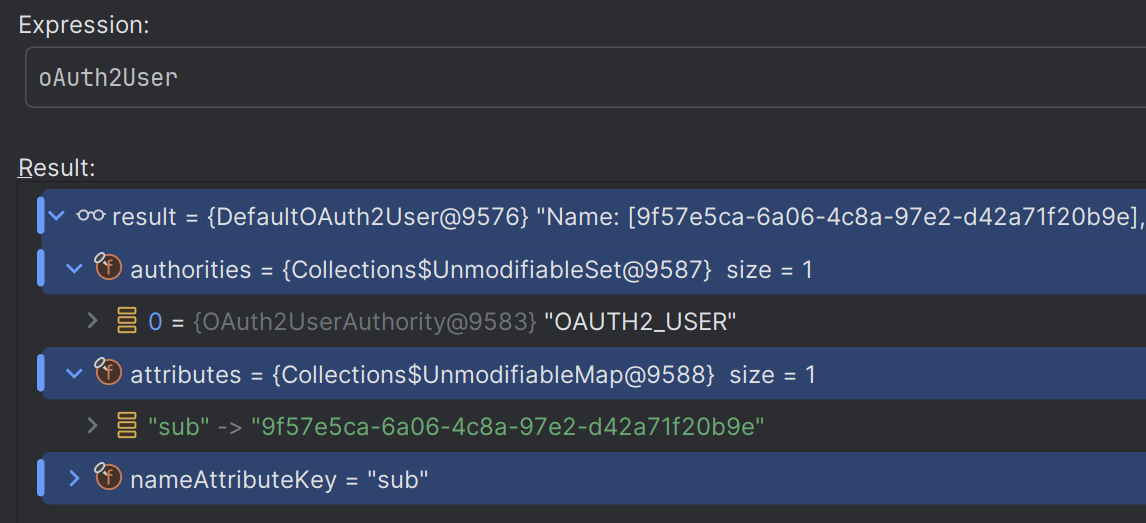 Expression:
oAuth2User
Result:
result = {DefaultOAuth2User@9576} "Name: [9f57e5ca-6a06-4c8a-97e2-d42a71f20b9e],
authorities = {Collections$UnmodifiableSet@9587} size = 1
0 = {OAuth2UserAuthority@9583} "OAUTH2_USER"
attributes = {Collections$UnmodifiableMap@9588} size = 1
"sub" -> "9f57e5ca-6a06-4c8a-97e2-d42a71f20b9e"
nameAttributeKey = "sub"